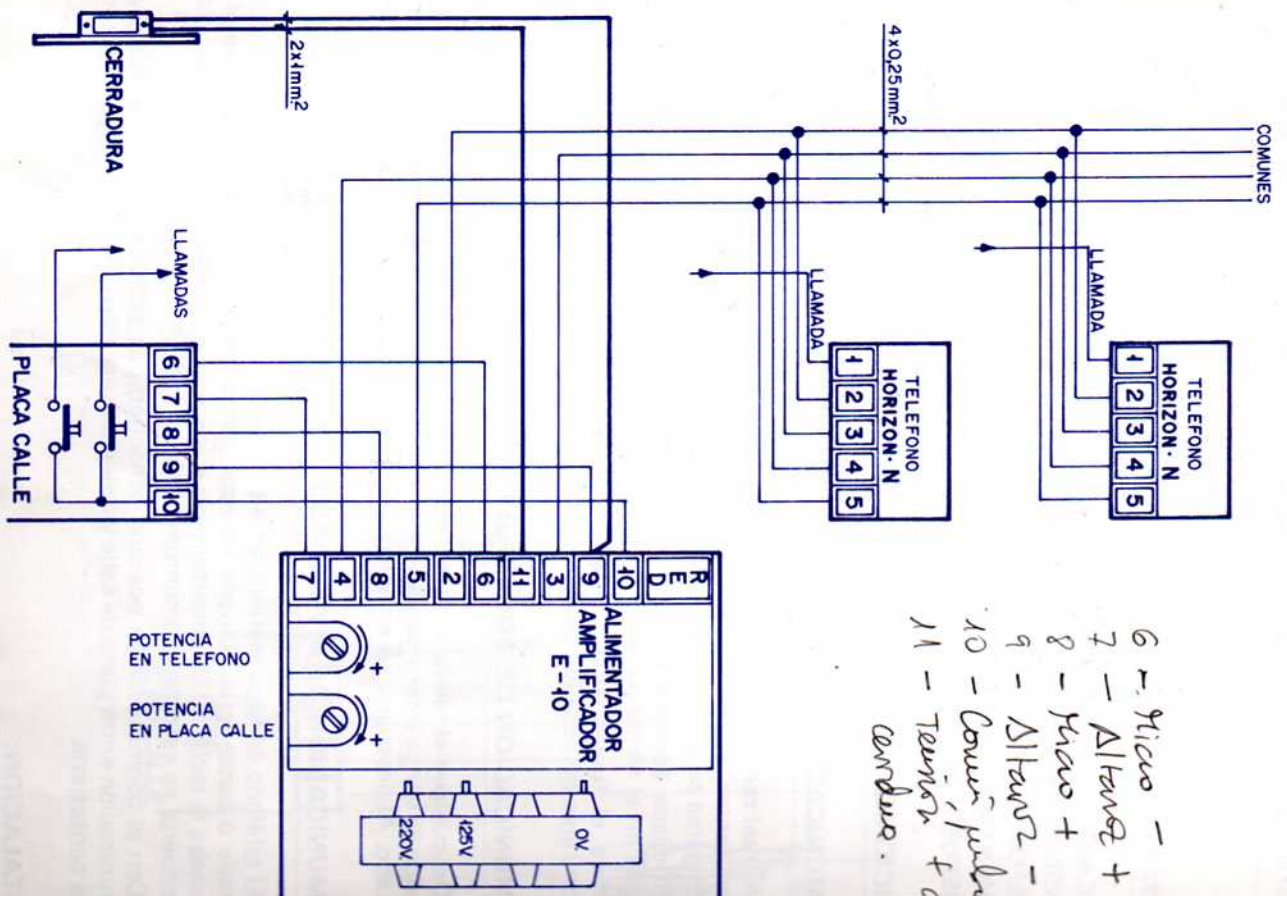 CERRADURA
2x1mm.²
4x0,25mm.²
COMUNES
LLAMADAS
LLAMADA
LLAMADA
TELEFONO
HORIZON·N
1 2 3 4 5
TELEFONO
HORIZON·N
1 2 3 4 5
PLACA CALLE
6 7 8 9 10
7 4 8 5 2 6 11 3 9 10 RED
ALIMENTADOR
AMPLIFICADOR
E-10
POTENCIA
EN TELEFONO
+
POTENCIA
EN PLACA CALLE
+
220V. 125V. 0V.
6 - Micro -
7 - Altavoz +
8 - Micro +
9 - Altavoz -
10 - Común
11 - Tensión +